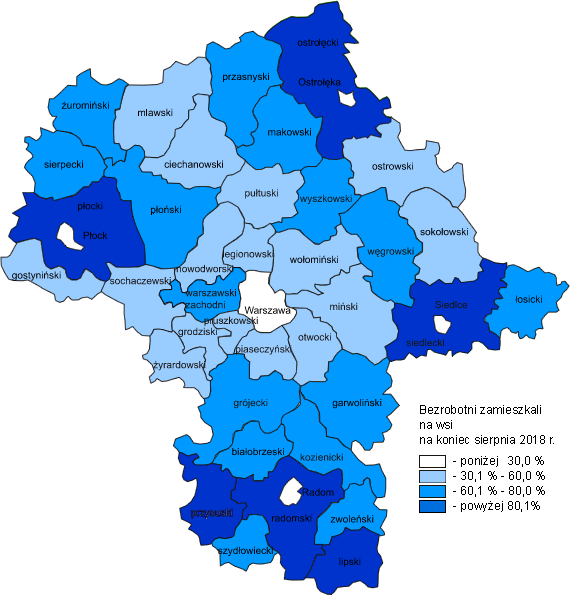 ostrołęcki
Ostrołęka
przasnyski
żuromiński
mławski
makowski
sierpecki
ciechanowski
ostrowski
pułtuski
wyszkowski
płocki
płoński
Płock
sokołowski
węgrowski
legionowski
wołomiński
gostyniński
nowodworski
sochaczewski
warszawski
zachodni
Siedlce
łosicki
Warszawa
miński
pruszkowski
grodziski
otwocki
siedlecki
piaseczyński
żyrardowski
grójecki
garwoliński
Bezrobotni zamieszkali
na wsi
na koniec sierpnia 2018 r.
- poniżej 30,0 %
- 30,1 % - 60,0 %
- 60,1 % - 80,0 %
- powyżej 80,1%
białobrzeski
kozienicki
Radom
przysuski
radomski
zwoleński
szydłowiecki
lipski